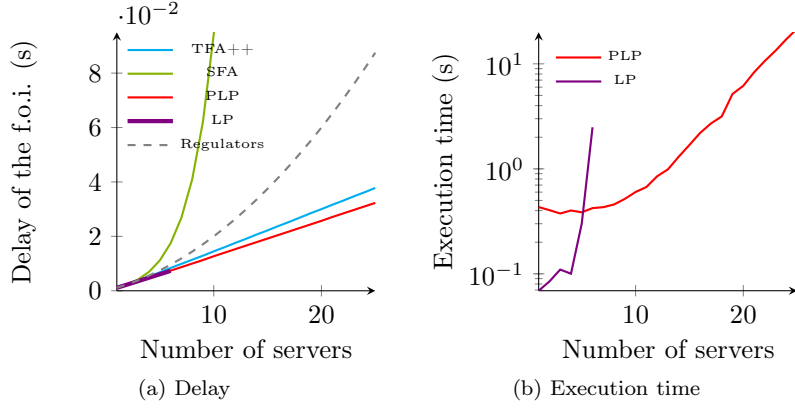 ·10⁻²
Delay of the f.o.i. (s)
8
6
4
2
0
10
20
Number of servers
TFA++
SFA
PLP
LP
Regulators
(a) Delay
Execution time (s)
10¹
10⁰
10⁻¹
10
20
Number of servers
PLP
LP
(b) Execution time